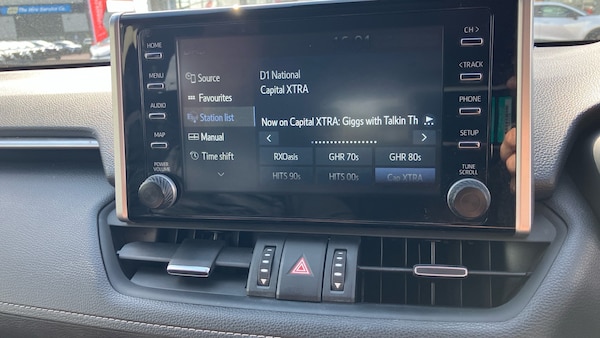 HOME
MENU
AUDIO
MAP
POWER
VOLUME
Source
Favourites
Station list
Manual
Time shift
D1 National
Capital XTRA
Now on Capital XTRA: Giggs with Talkin Th
RXOasis
GHR 70s
GHR 80s
HITS 90s
HITS 00s
Cap XTRA
CH >
< TRACK
PHONE
SETUP
TUNE
SCROLL